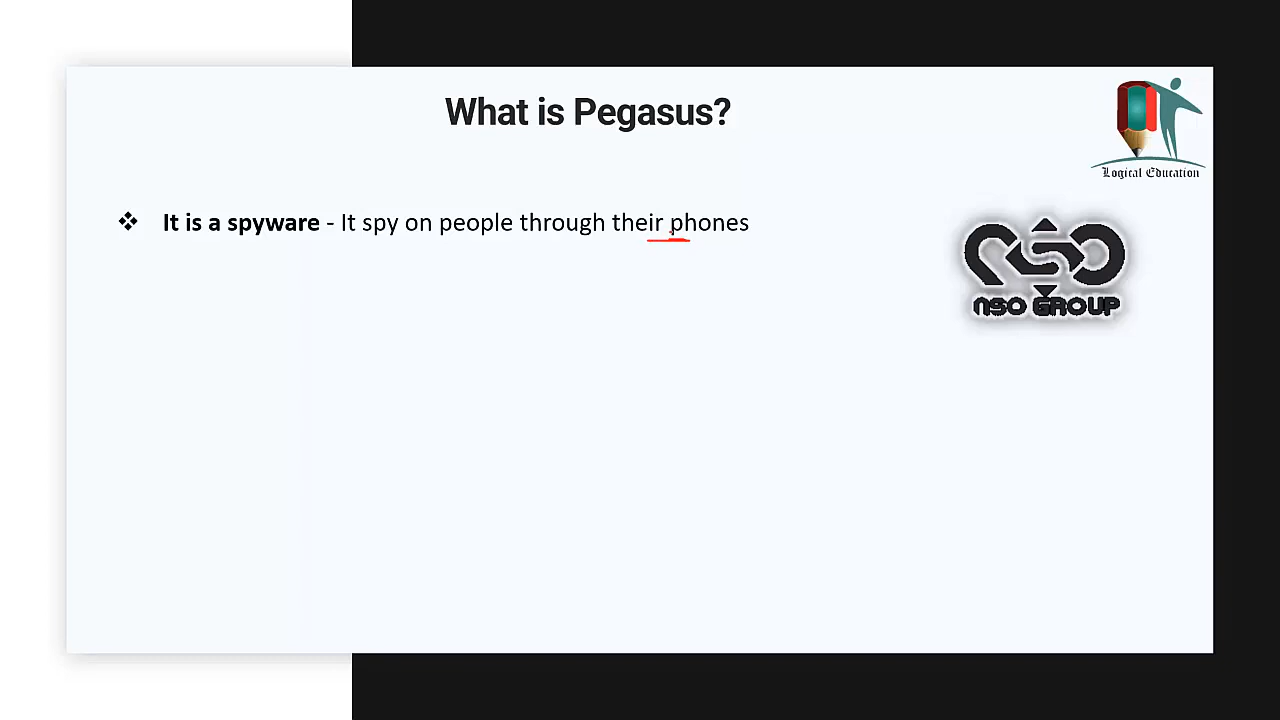 What is Pegasus?
Logical Education
❖ It is a spyware - It spy on people through their phones
NSO GROUP